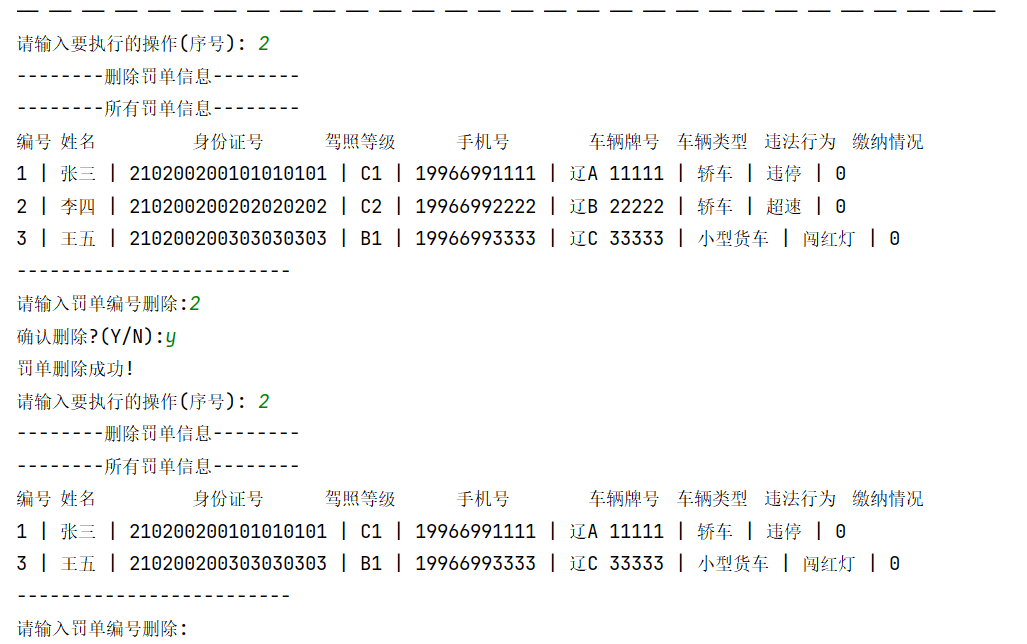 — — — — — — — — — — — — — — — — — — — — — — — — — — — — — —
请输入要执行的操作(序号): 2
--------删除罚单信息--------
--------所有罚单信息--------
编号 姓名 身份证号 驾照等级 手机号 车辆牌号 车辆类型 违法行为 缴纳情况
1 | 张三 | 210200200101010101 | C1 | 19966991111 | 辽A 11111 | 轿车 | 违停 | 0
2 | 李四 | 210200200202020202 | C2 | 19966992222 | 辽B 22222 | 轿车 | 超速 | 0
3 | 王五 | 210200200303030303 | B1 | 19966993333 | 辽C 33333 | 小型货车 | 闯红灯 | 0
-------------------------
请输入罚单编号删除:2
确认删除?(Y/N):y
罚单删除成功!
请输入要执行的操作(序号): 2
--------删除罚单信息--------
--------所有罚单信息--------
编号 姓名 身份证号 驾照等级 手机号 车辆牌号 车辆类型 违法行为 缴纳情况
1 | 张三 | 210200200101010101 | C1 | 19966991111 | 辽A 11111 | 轿车 | 违停 | 0
3 | 王五 | 210200200303030303 | B1 | 19966993333 | 辽C 33333 | 小型货车 | 闯红灯 | 0
-------------------------
请输入罚单编号删除: